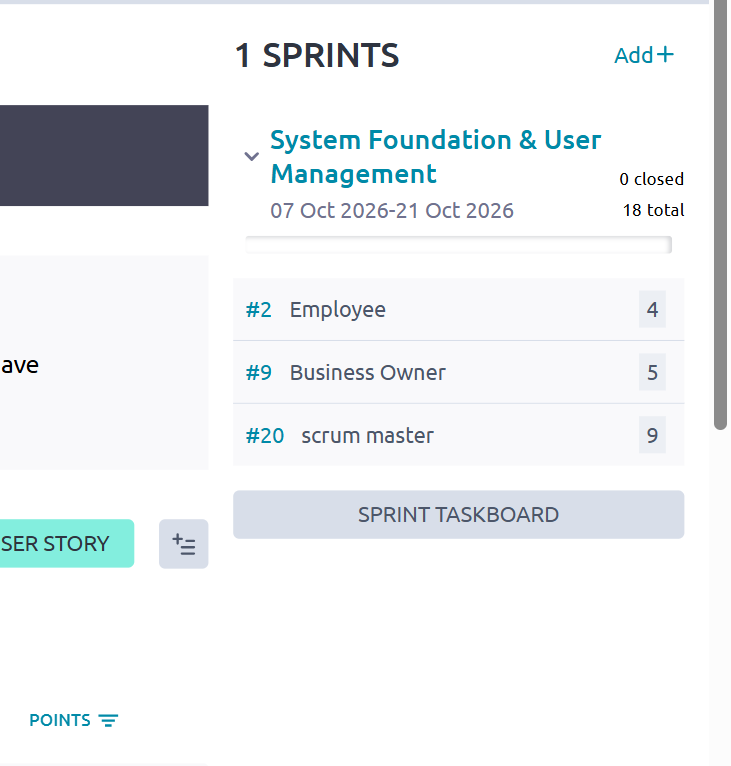 1 SPRINTS
Add+
System Foundation & User
Management
0 closed
07 Oct 2026-21 Oct 2026
18 total
#2 Employee 4
ave
#9 Business Owner 5
#20 scrum master 9
SPRINT TASKBOARD
SER STORY
POINTS